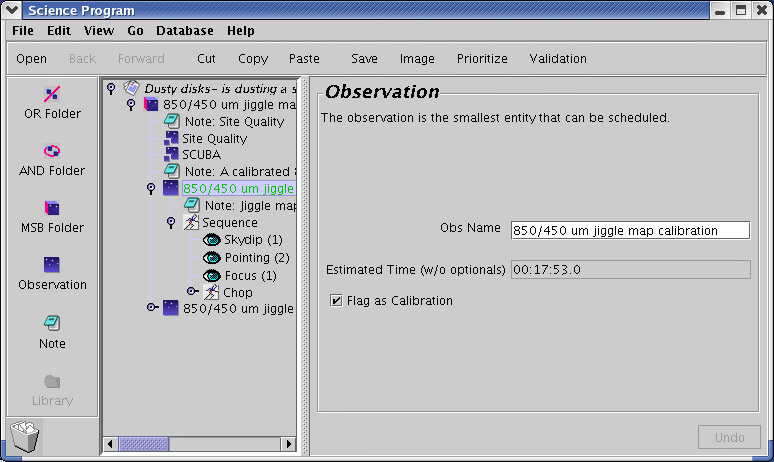 Science Program
File Edit View Go Database Help
Open Back Forward Cut Copy Paste Save Image Prioritize Validation
OR Folder
AND Folder
MSB Folder
Observation
Note
Library
Dusty disks- is dusting a s
850/450 um jiggle ma
Note: Site Quality
Site Quality
SCUBA
Note: A calibrated
850/450 um jiggle
Note: Jiggle map
Sequence
Skydip (1)
Pointing (2)
Focus (1)
Chop
850/450 um jiggle
Observation
The observation is the smallest entity that can be scheduled.
Obs Name 850/450 um jiggle map calibration
Estimated Time (w/o optionals) 00:17:53.0
Flag as Calibration
Undo